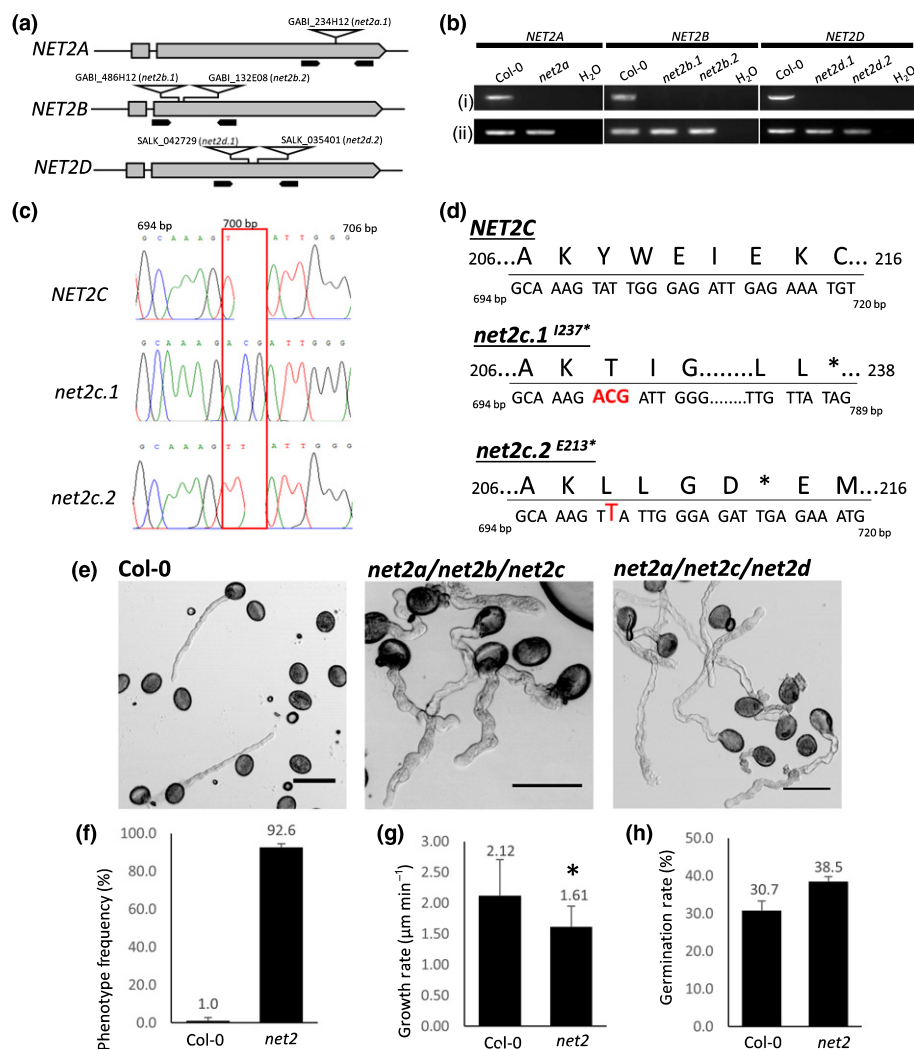 (a)
GABI_234H12 (net2a.1)
NET2A
GABI_486H12 (net2b.1) GABI_132E08 (net2b.2)
NET2B
SALK_042729 (net2d.1) SALK_035401 (net2d.2)
NET2D
(b)
NET2A NET2B NET2D
Col-0 net2a H2O Col-0 net2b.1 net2b.2 H2O Col-0 net2d.1 net2d.2 H2O
(i)
(ii)
(c)
694 bp 700 bp 706 bp
G C A A A G T A T T G G G
NET2C
G C A A A G A C G A T T G G G
net2c.1
G C A A A G T T A T T G G G
net2c.2
(d)
NET2C
206...A K Y W E I E K C... 216
694 bp GCA AAG TAT TGG GAG ATT GAG AAA TGT 720 bp
net2c.1 I237*
206...A K T I G........L L *... 238
694 bp GCA AAG ACG ATT GGG........TTG TTA TAG 789 bp
net2c.2 E213*
206...A K L L G D * E M...216
694 bp GCA AAG TTA TTG GGA GAT TGA GAA ATG 720 bp
(e)
Col-0 net2a/net2b/net2c net2a/net2c/net2d
(f)
Phenotype frequency (%)
100.0
80.0
60.0
40.0
20.0
0.0
1.0 92.6
Col-0 net2
(g)
Growth rate (µm min−1)
3.00
2.50
2.00
1.50
1.00
0.50
0.00
2.12 * 1.61
Col-0 net2
(h)
Germination rate (%)
50.0
40.0
30.0
20.0
10.0
0.0
30.7 38.5
Col-0 net2